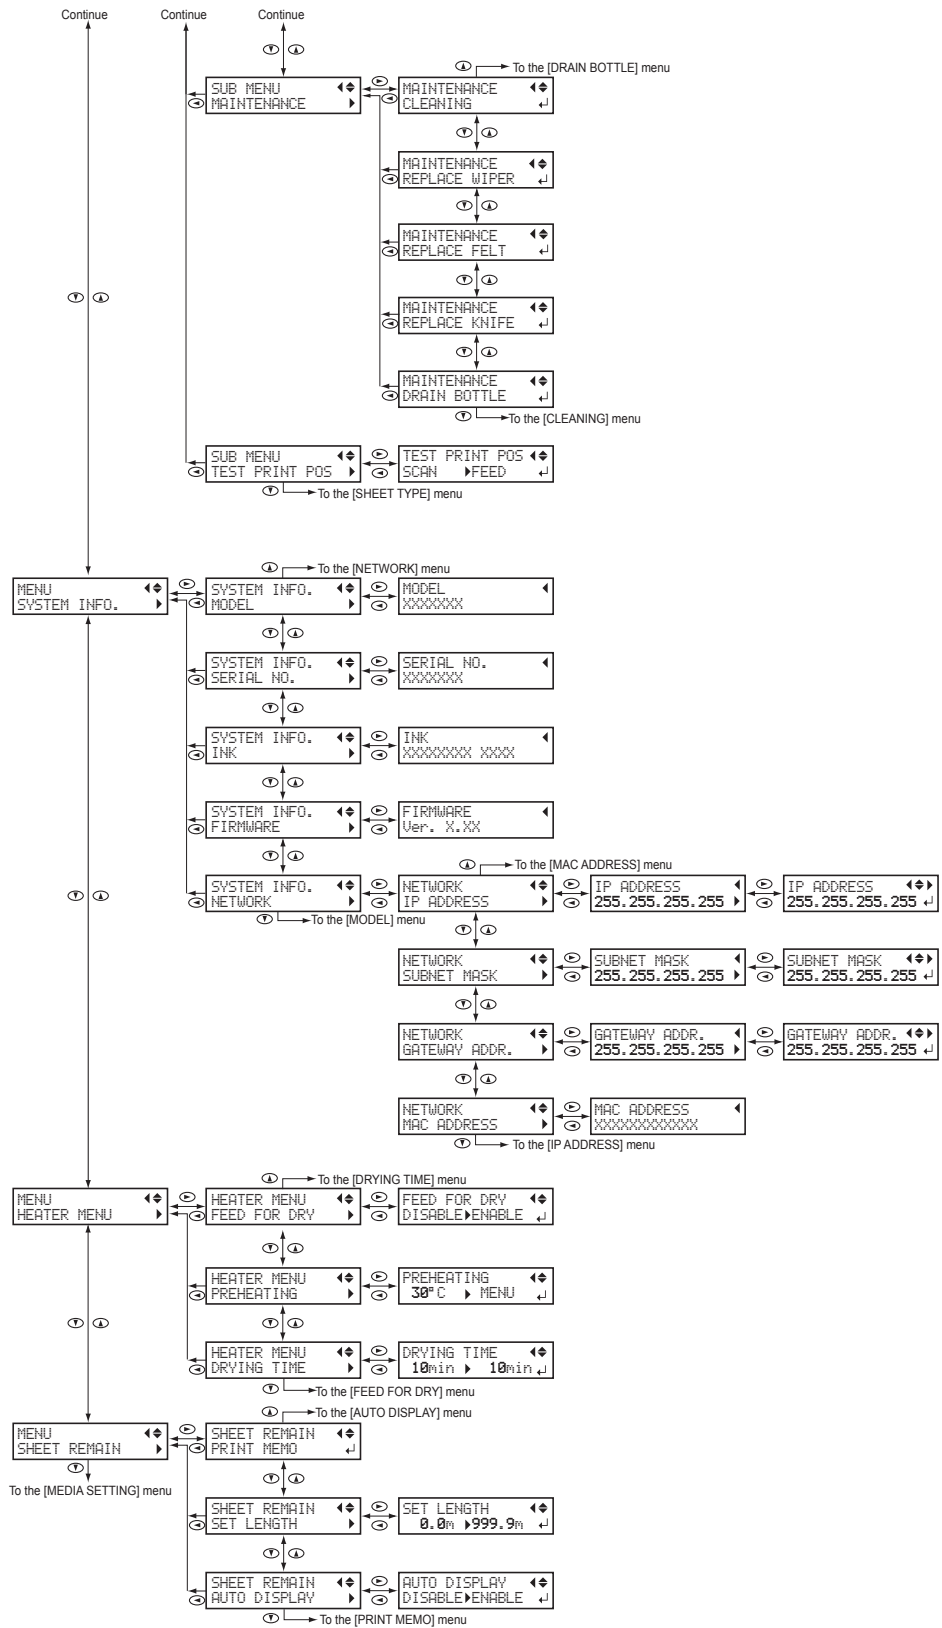 Continue
Continue
Continue
To the [DRAIN BOTTLE] menu
SUB MENU
MAINTENANCE
MAINTENANCE
CLEANING
MAINTENANCE
REPLACE WIPER
MAINTENANCE
REPLACE FELT
MAINTENANCE
REPLACE KNIFE
MAINTENANCE
DRAIN BOTTLE
To the [CLEANING] menu
SUB MENU
TEST PRINT POS
TEST PRINT POS
SCAN FEED
To the [SHEET TYPE] menu
To the [NETWORK] menu
MENU
SYSTEM INFO.
SYSTEM INFO.
MODEL
MODEL
XXXXXXX
SYSTEM INFO.
SERIAL NO.
SERIAL NO.
XXXXXXX
SYSTEM INFO.
INK
INK
XXXXXXXX XXXX
SYSTEM INFO.
FIRMWARE
FIRMWARE
Ver. X.XX
To the [MAC ADDRESS] menu
SYSTEM INFO.
NETWORK
NETWORK
IP ADDRESS
IP ADDRESS
255.255.255.255
IP ADDRESS
255.255.255.255
To the [MODEL] menu
NETWORK
SUBNET MASK
SUBNET MASK
255.255.255.255
SUBNET MASK
255.255.255.255
NETWORK
GATEWAY ADDR.
GATEWAY ADDR.
255.255.255.255
GATEWAY ADDR.
255.255.255.255
NETWORK
MAC ADDRESS
MAC ADDRESS
XXXXXXXXXXXX
To the [IP ADDRESS] menu
To the [DRYING TIME] menu
MENU
HEATER MENU
HEATER MENU
FEED FOR DRY
FEED FOR DRY
DISABLE ENABLE
HEATER MENU
PREHEATING
PREHEATING
30°C MENU
HEATER MENU
DRYING TIME
DRYING TIME
10min 10min
To the [FEED FOR DRY] menu
To the [AUTO DISPLAY] menu
MENU
SHEET REMAIN
SHEET REMAIN
PRINT MEMO
To the [MEDIA SETTING] menu
SHEET REMAIN
SET LENGTH
SET LENGTH
0.0m 999.9m
SHEET REMAIN
AUTO DISPLAY
AUTO DISPLAY
DISABLE ENABLE
To the [PRINT MEMO] menu